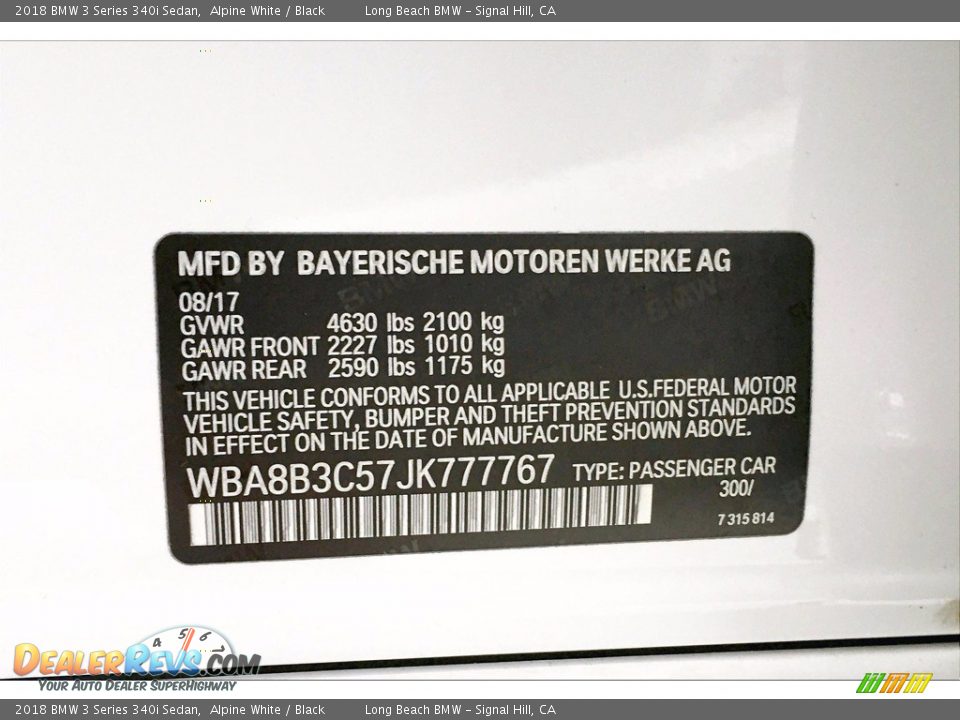 2018 BMW 3 Series 340i Sedan, Alpine White / Black Long Beach BMW – Signal Hill, CA
MFD BY BAYERISCHE MOTOREN WERKE AG
08/17
GVWR 4630 lbs 2100 kg
GAWR FRONT 2227 lbs 1010 kg
GAWR REAR 2590 lbs 1175 kg
THIS VEHICLE CONFORMS TO ALL APPLICABLE U.S.FEDERAL MOTOR
VEHICLE SAFETY, BUMPER AND THEFT PREVENTION STANDARDS
IN EFFECT ON THE DATE OF MANUFACTURE SHOWN ABOVE.
WBA8B3C57JK777767 TYPE: PASSENGER CAR
300/
7 315 814
4 5 6 7
DEALERREVS.COM
YOUR AUTO DEALER SUPERHIGHWAY
2018 BMW 3 Series 340i Sedan, Alpine White / Black Long Beach BMW – Signal Hill, CA